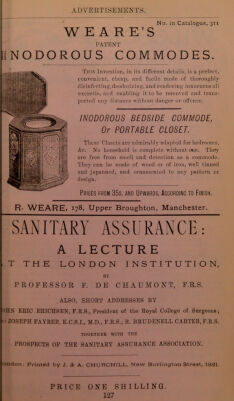 ADVERTISEMENTS.
No. in Catalogue, 311
WEARE'S
PATENT
INODOROUS COMMODES.
THIS Invention, in its different details, is a perfect,
convenient, cheap, and facile mode of thoroughly
disinfecting, deodorizing, and rendering innocuous all
excreta, and enabling it to be removed and trans-
ported any distance without danger or offence.
INODOROUS BEDSIDE COMMODE,
Or PORTABLE CLOSET.
These Closets are admirably adapted for bedrooms,
&c. No household is complete without one. They
are free from smell and detection as a commode.
They can be made of wood or of iron, well tinned
and japanned, and ornamented to any pattern or
design.
PRICES FROM 35s. AND UPWARDS, ACCORDING TO FINISH.
R. WEARE, 178, Upper Broughton, Manchester.
SANITARY ASSURANCE:
A LECTURE
AT THE LONDON INSTITUTION,
BY
PROFESSOR F. DE CHAUMONT, F.R.S.
ALSO, SHORT ADDRESSES BY
JOHN ERIC ERICHSEN, F.R.S., President of the Royal College of Surgeons;
JOSEPH FAYRER, K.C.S.I., M.D., F.R.S.; R. BRUDENELL CARTER, F.R.S.
TOGETHER WITH THE
PROSPECTS OF THE SANITARY ASSURANCE ASSOCIATION.
London: Printed by J. & A. CHURCHILL, New Burlington Street, 1881.
PRICE ONE SHILLING.
127